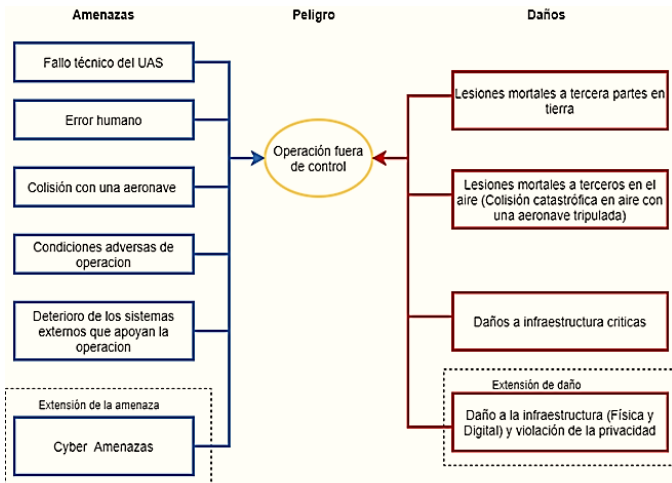 Amenazas
Peligro
Daños
Fallo técnico del UAS
Error humano
Colisión con una aeronave
Condiciones adversas de
operacion
Deterioro de los sistemas
externos que apoyan la
operacion
Extensión de la amenaza
Cyber Amenazas
Operación fuera
de control
Lesiones mortales a tercera partes en
tierra
Lesiones mortales a terceros en el
aire (Colisión catastrófica en aire con
una aeronave tripulada)
Daños a infraestructura criticas
Extensión de daño
Daño a la infraestructura (Física y
Digital) y violación de la privacidad